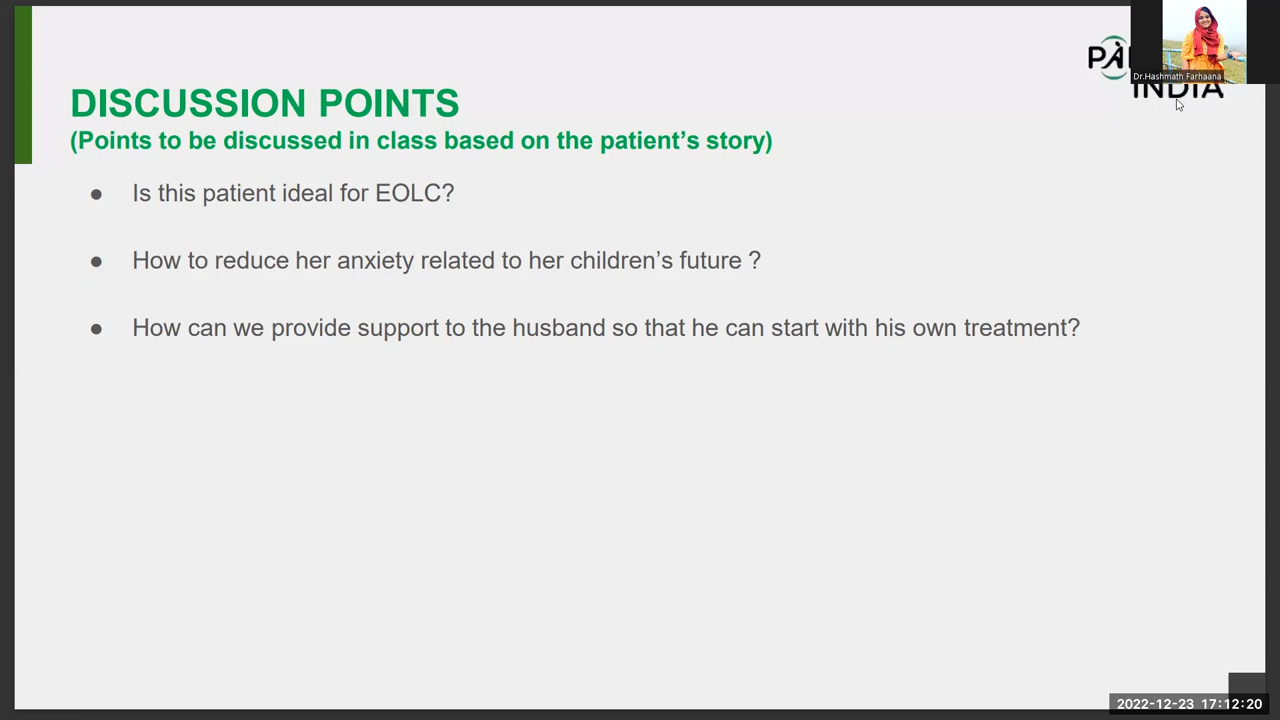 DISCUSSION POINTS
(Points to be discussed in class based on the patient's story)
● Is this patient ideal for EOLC?
● How to reduce her anxiety related to her children's future ?
● How can we provide support to the husband so that he can start with his own treatment?
Dr.Hashmath Farhaana
INDIA
2022-12-23 17:12:20